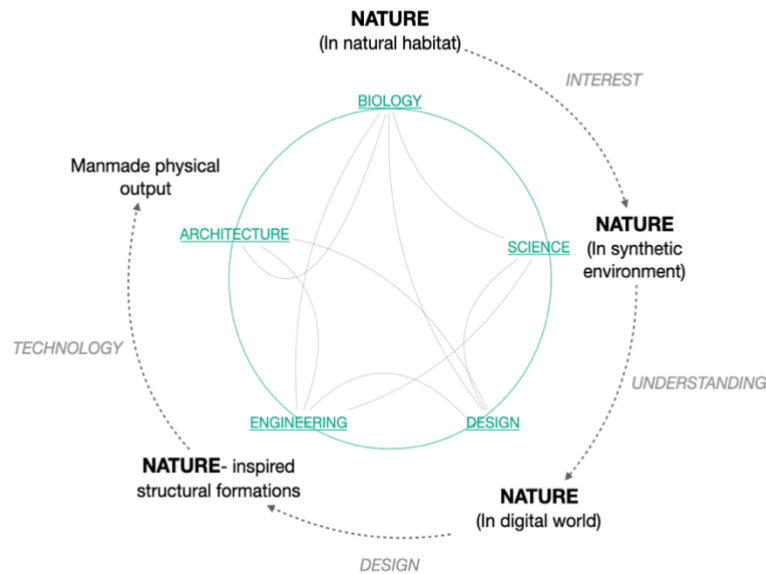 NATURE
(In natural habitat)
INTEREST
BIOLOGY
Manmade physical
output
ARCHITECTURE
SCIENCE
NATURE
(In synthetic
environment)
TECHNOLOGY
UNDERSTANDING
ENGINEERING
DESIGN
NATURE- inspired
structural formations
NATURE
(In digital world)
DESIGN